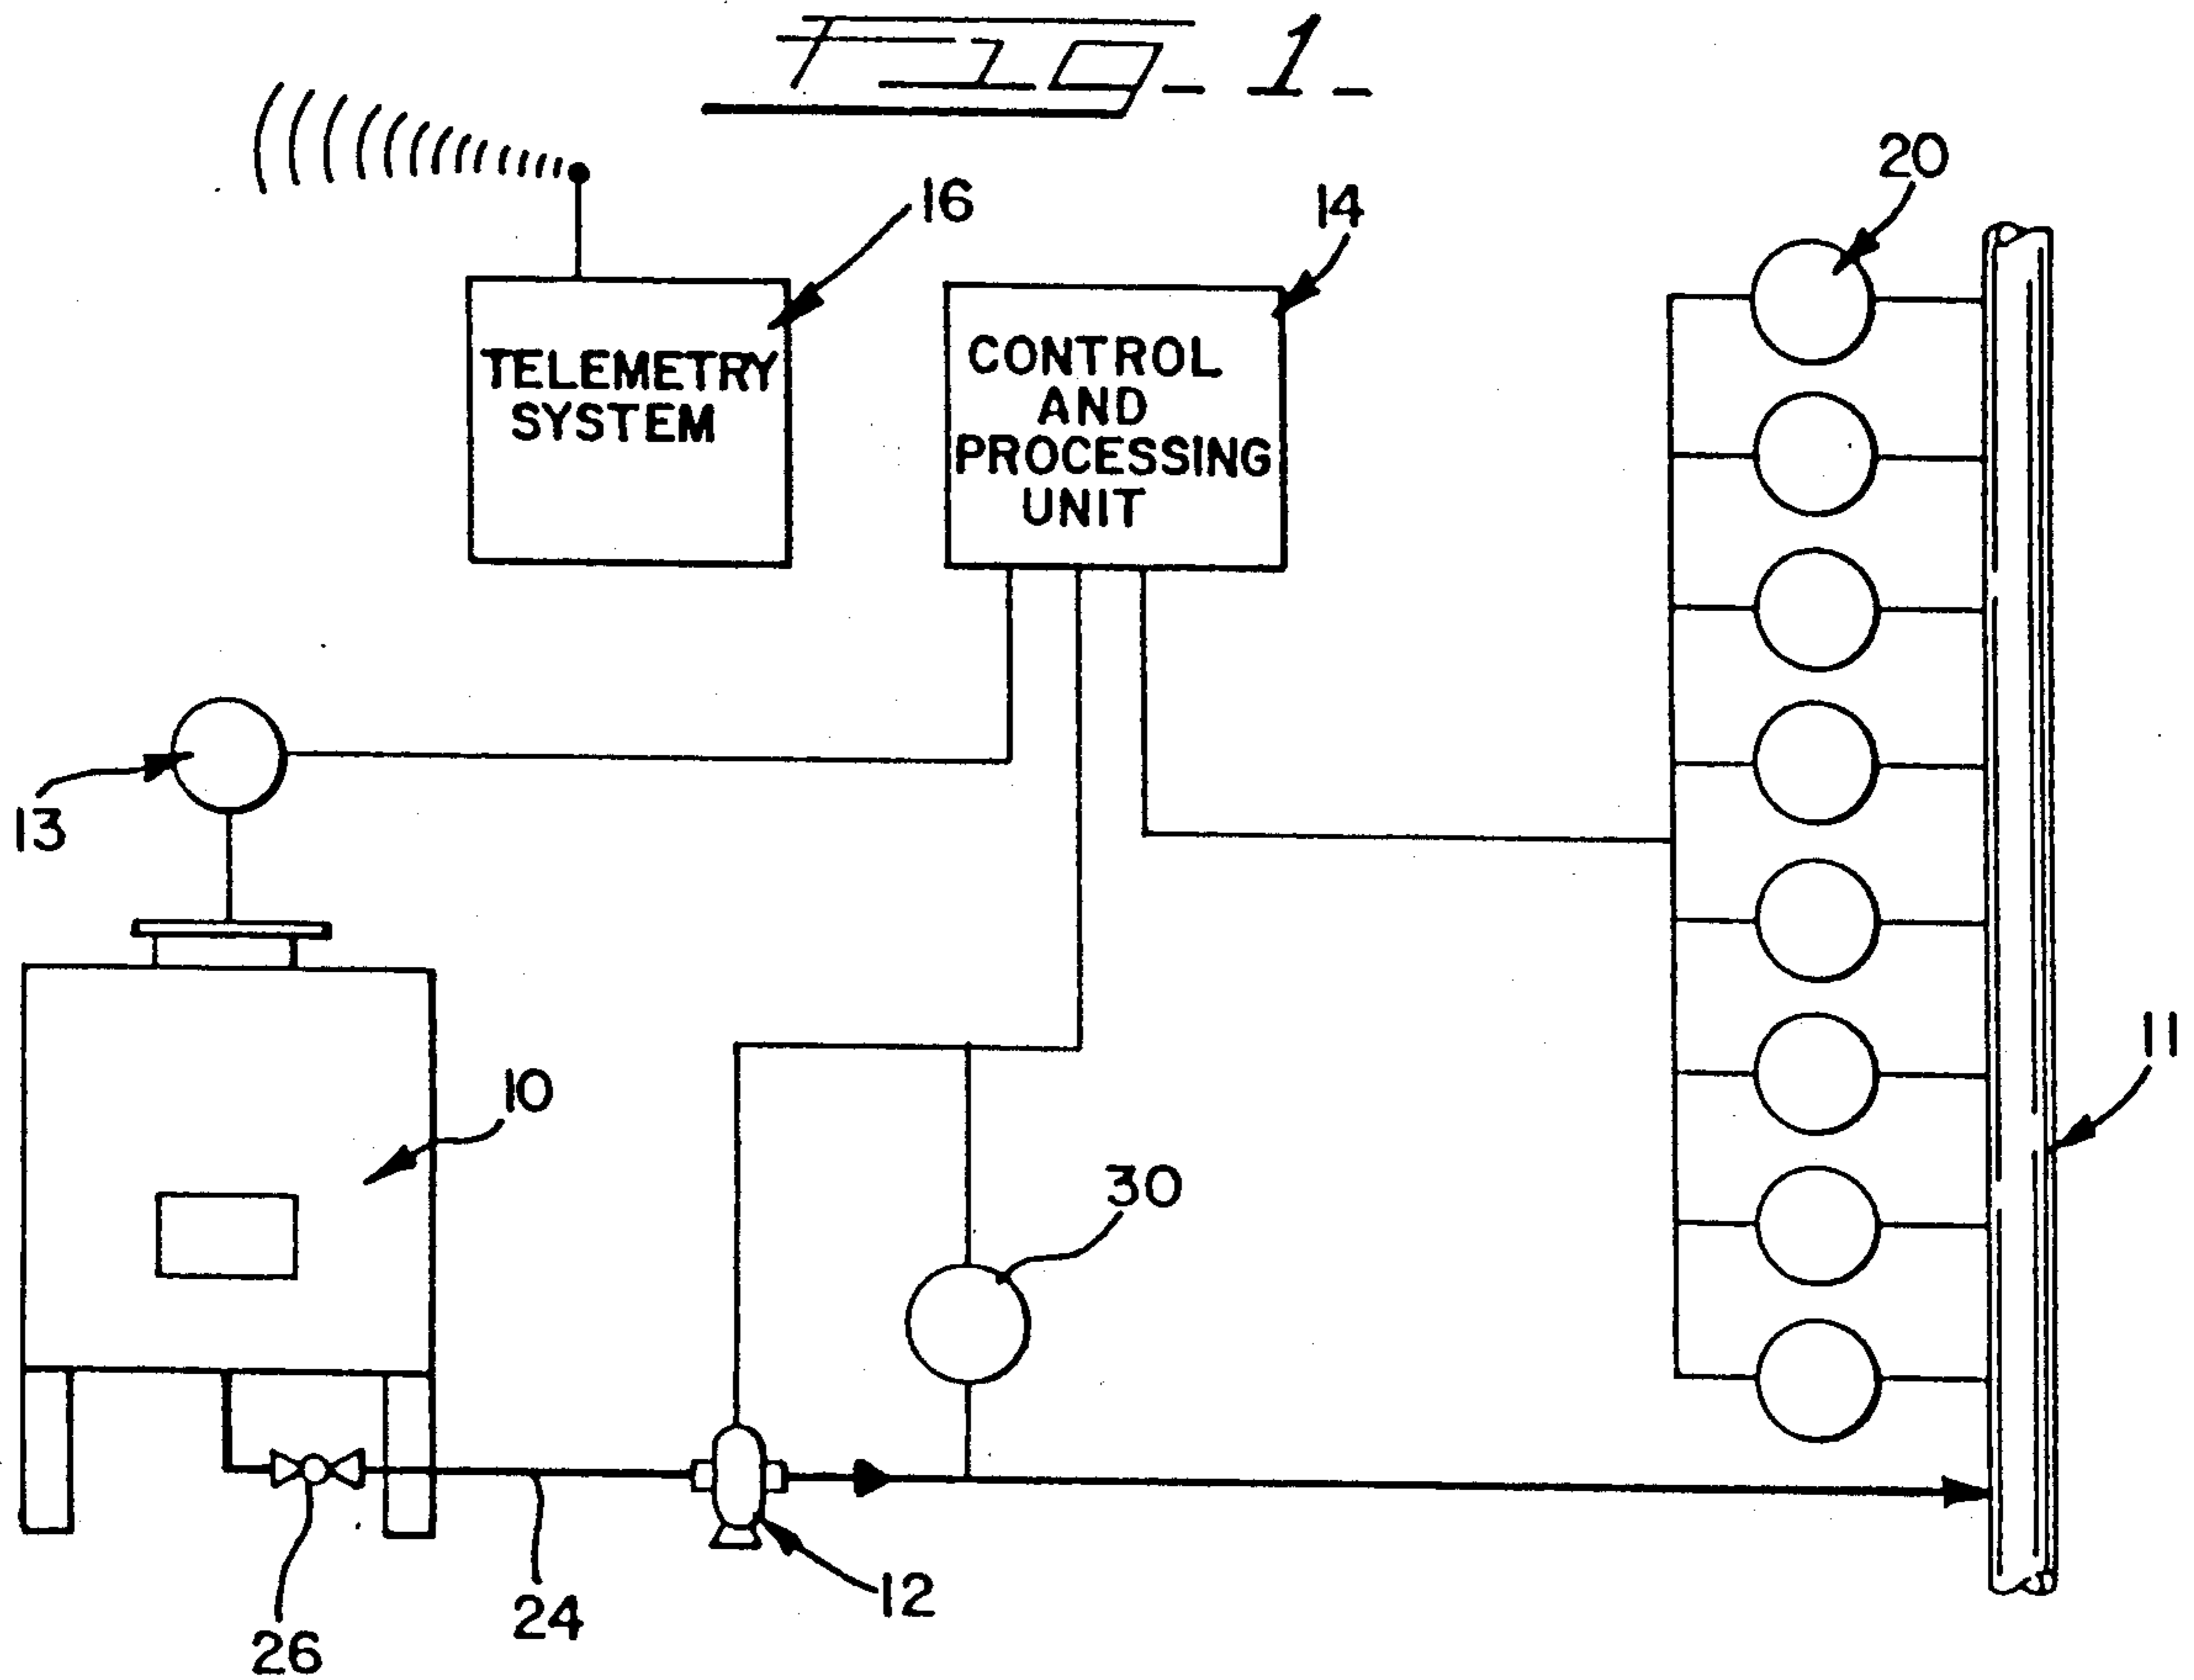 Fig-1-
16
14
20
TELEMETRY
SYSTEM
CONTROL
AND
PROCESSING
UNIT
13
11
10
30
12
24
26